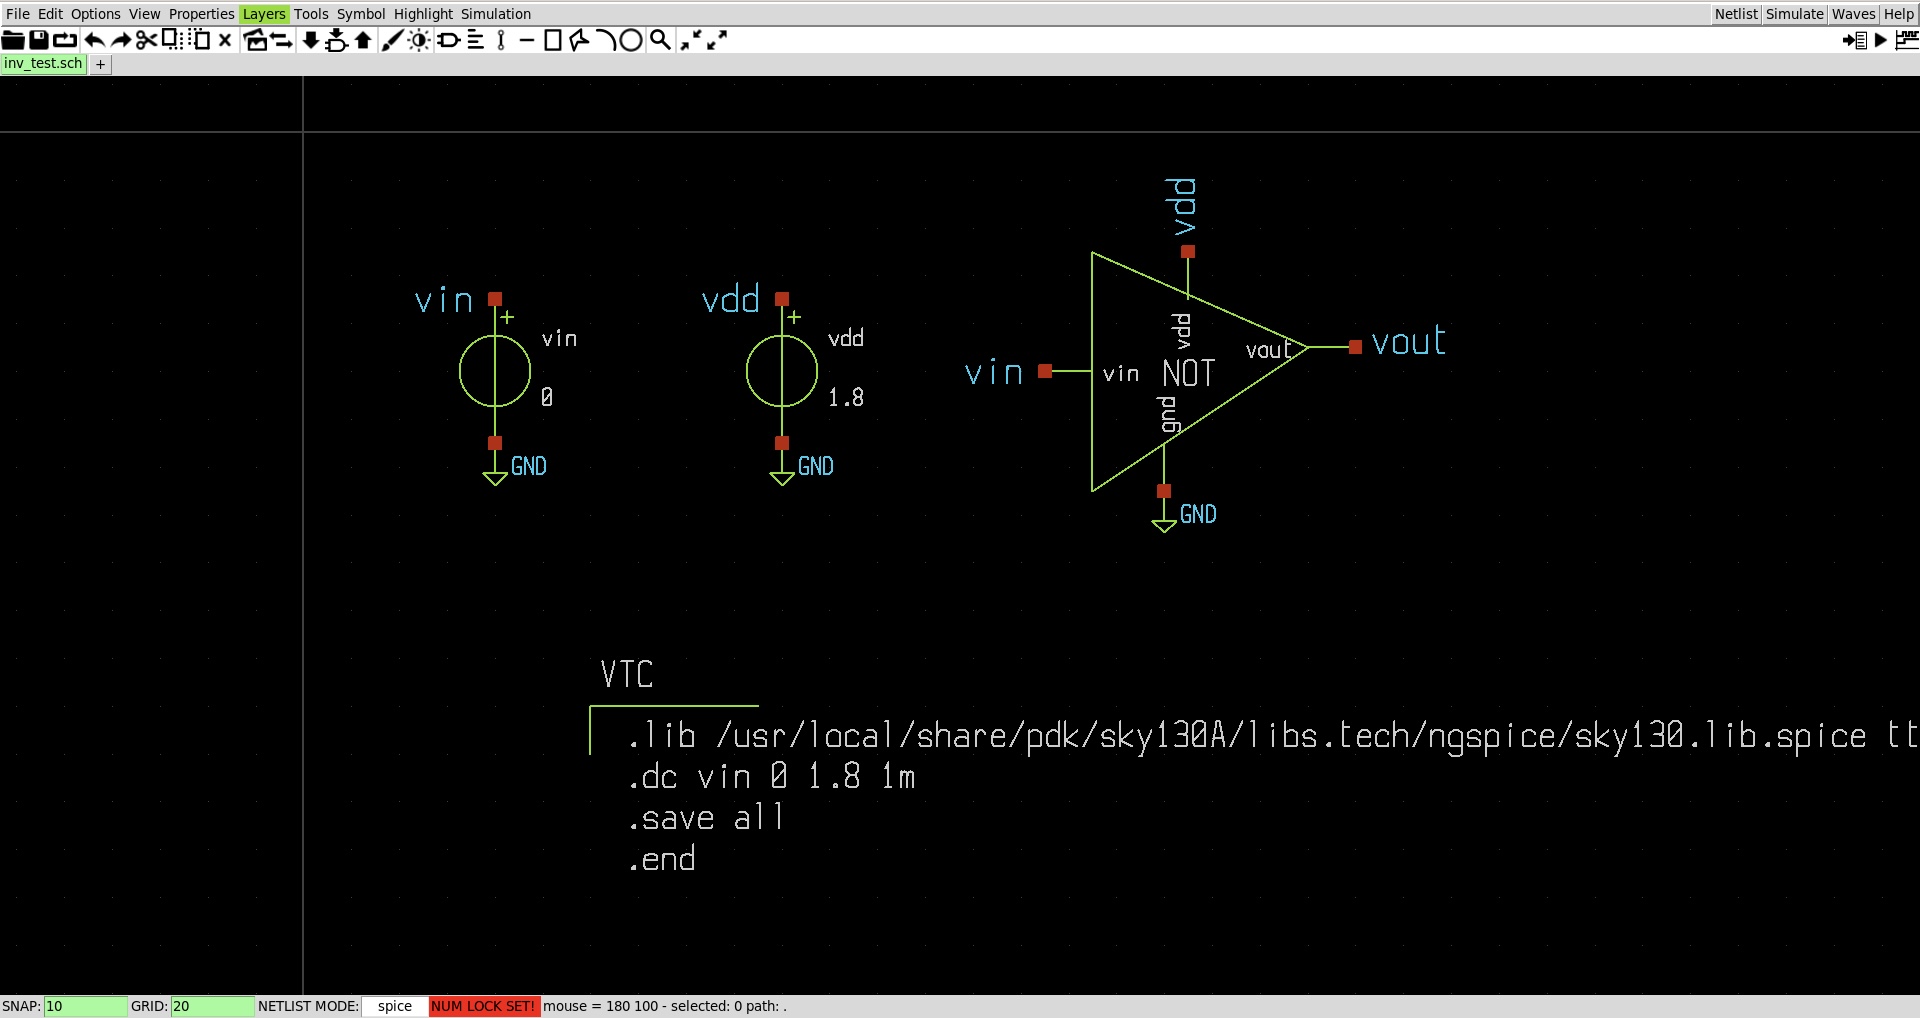 File Edit Options View Properties Layers Tools Symbol Highlight Simulation Netlist Simulate Waves Help
inv_test.sch +
vdd
vin
+
vin
0
GND
vdd
+
vdd
1.8
GND
vin
vin
vdd
NOT
gnd
vout
vout
GND
VTC
.lib /usr/local/share/pdk/sky130A/libs.tech/ngspice/sky130.lib.spice tt
.dc vin 0 1.8 1m
.save all
.end
SNAP: 10 GRID: 20 NETLIST MODE: spice NUM LOCK SET! mouse = 180 100 - selected: 0 path: .